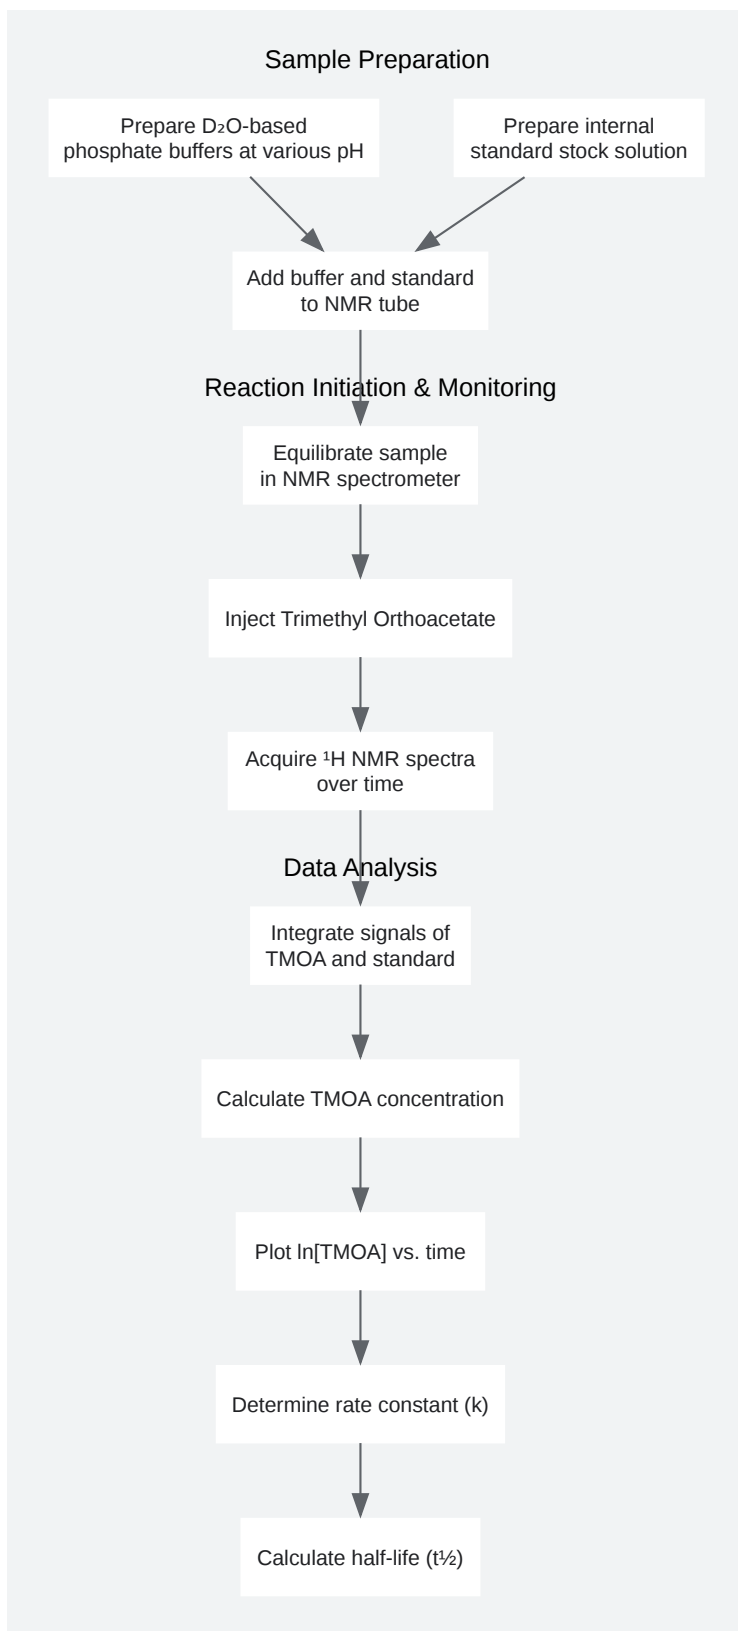 Sample Preparation
Prepare D₂O-based
phosphate buffers at various pH
Prepare internal
standard stock solution
Add buffer and standard
to NMR tube
Reaction Initiation & Monitoring
Equilibrate sample
in NMR spectrometer
Inject Trimethyl Orthoacetate
Acquire ¹H NMR spectra
over time
Data Analysis
Integrate signals of
TMOA and standard
Calculate TMOA concentration
Plot ln[TMOA] vs. time
Determine rate constant (k)
Calculate half-life (t½)